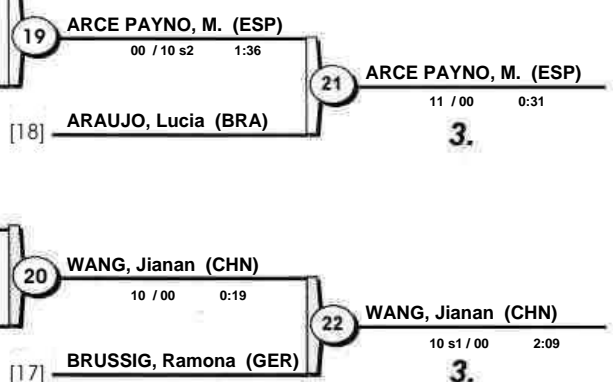 19 ARCE PAYNO, M. (ESP)
00 / 10 s2 1:36
21 ARCE PAYNO, M. (ESP)
11 / 00 0:31
[18] ARAUJO, Lucia (BRA)
3.
20 WANG, Jianan (CHN)
10 / 00 0:19
22 WANG, Jianan (CHN)
10 s1 / 00 2:09
[17] BRUSSIG, Ramona (GER)
3.